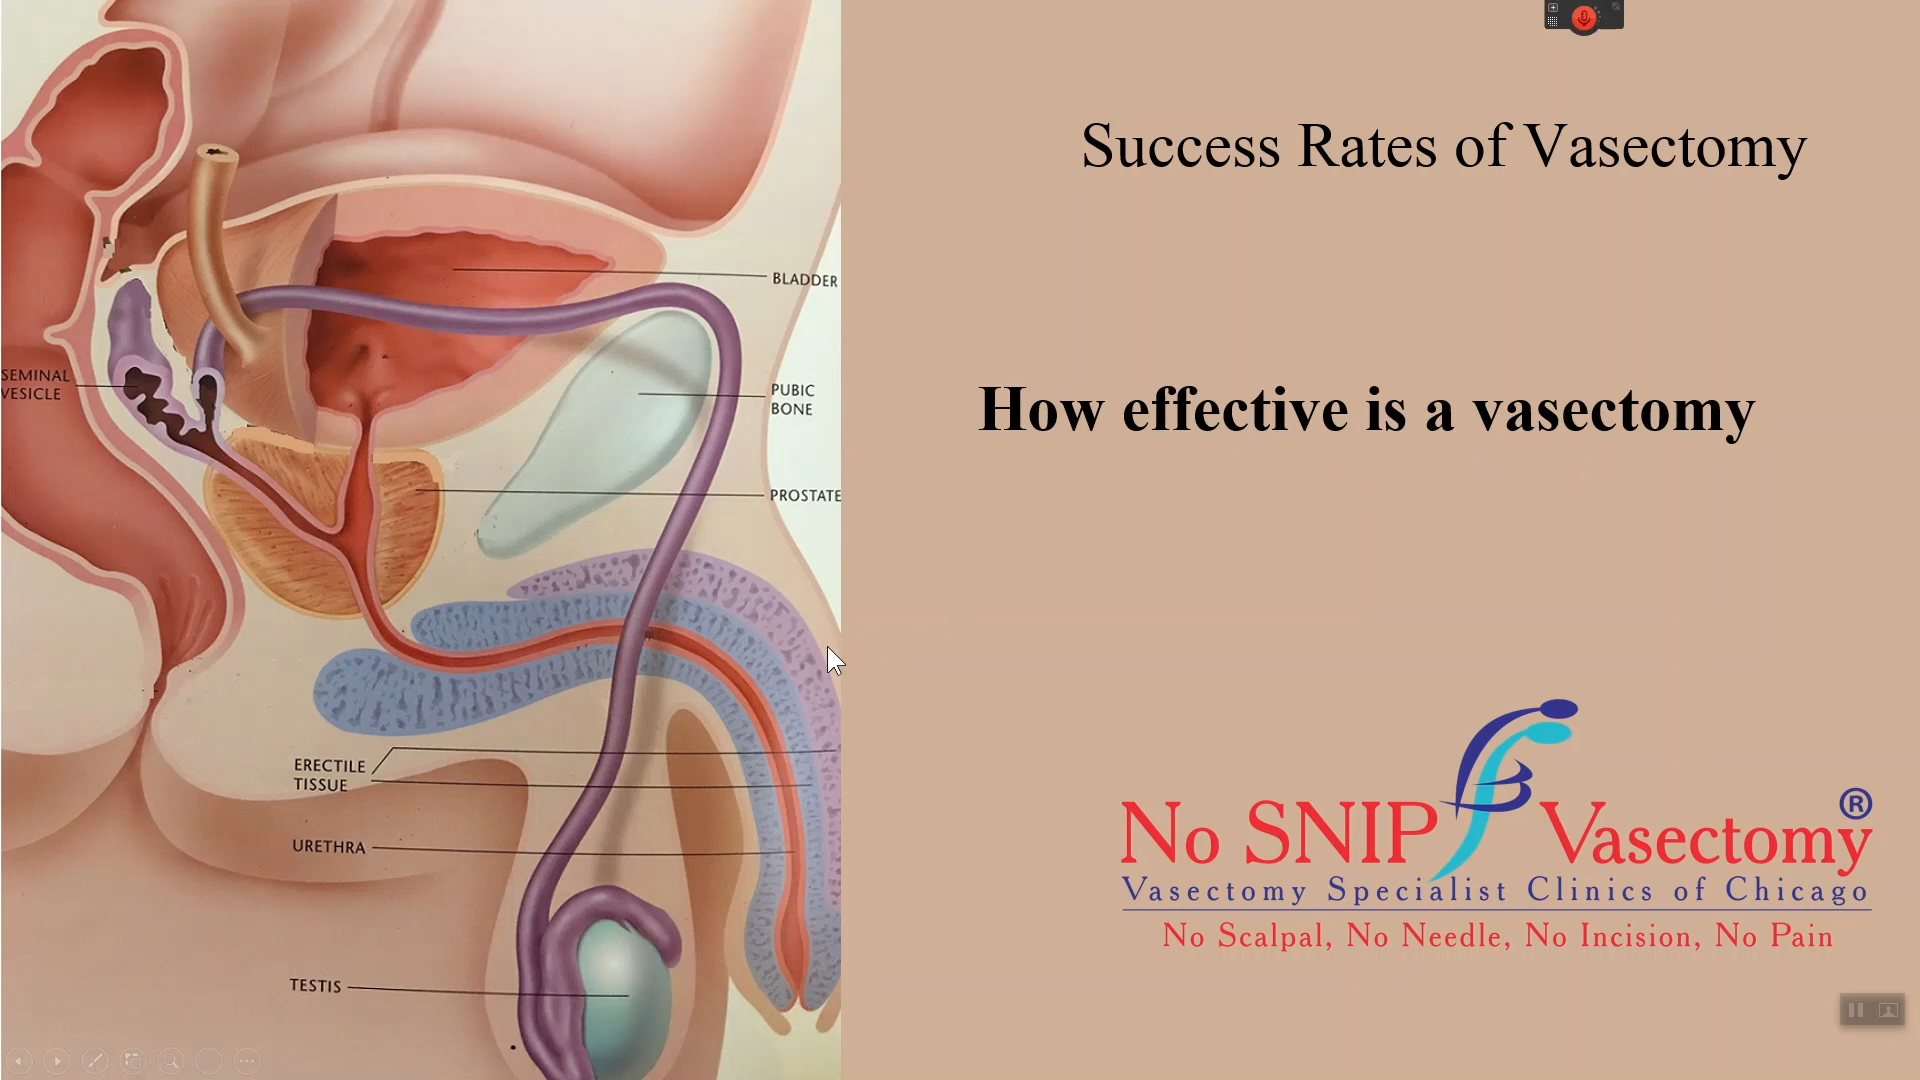 Success Rates of Vasectomy
How effective is a vasectomy
BLADDER
SEMINAL
VESICLE
PUBIC
BONE
PROSTATE
ERECTILE
TISSUE
URETHRA
TESTIS
No SNIP Vasectomy®
Vasectomy Specialist Clinics of Chicago
No Scalpal, No Needle, No Incision, No Pain